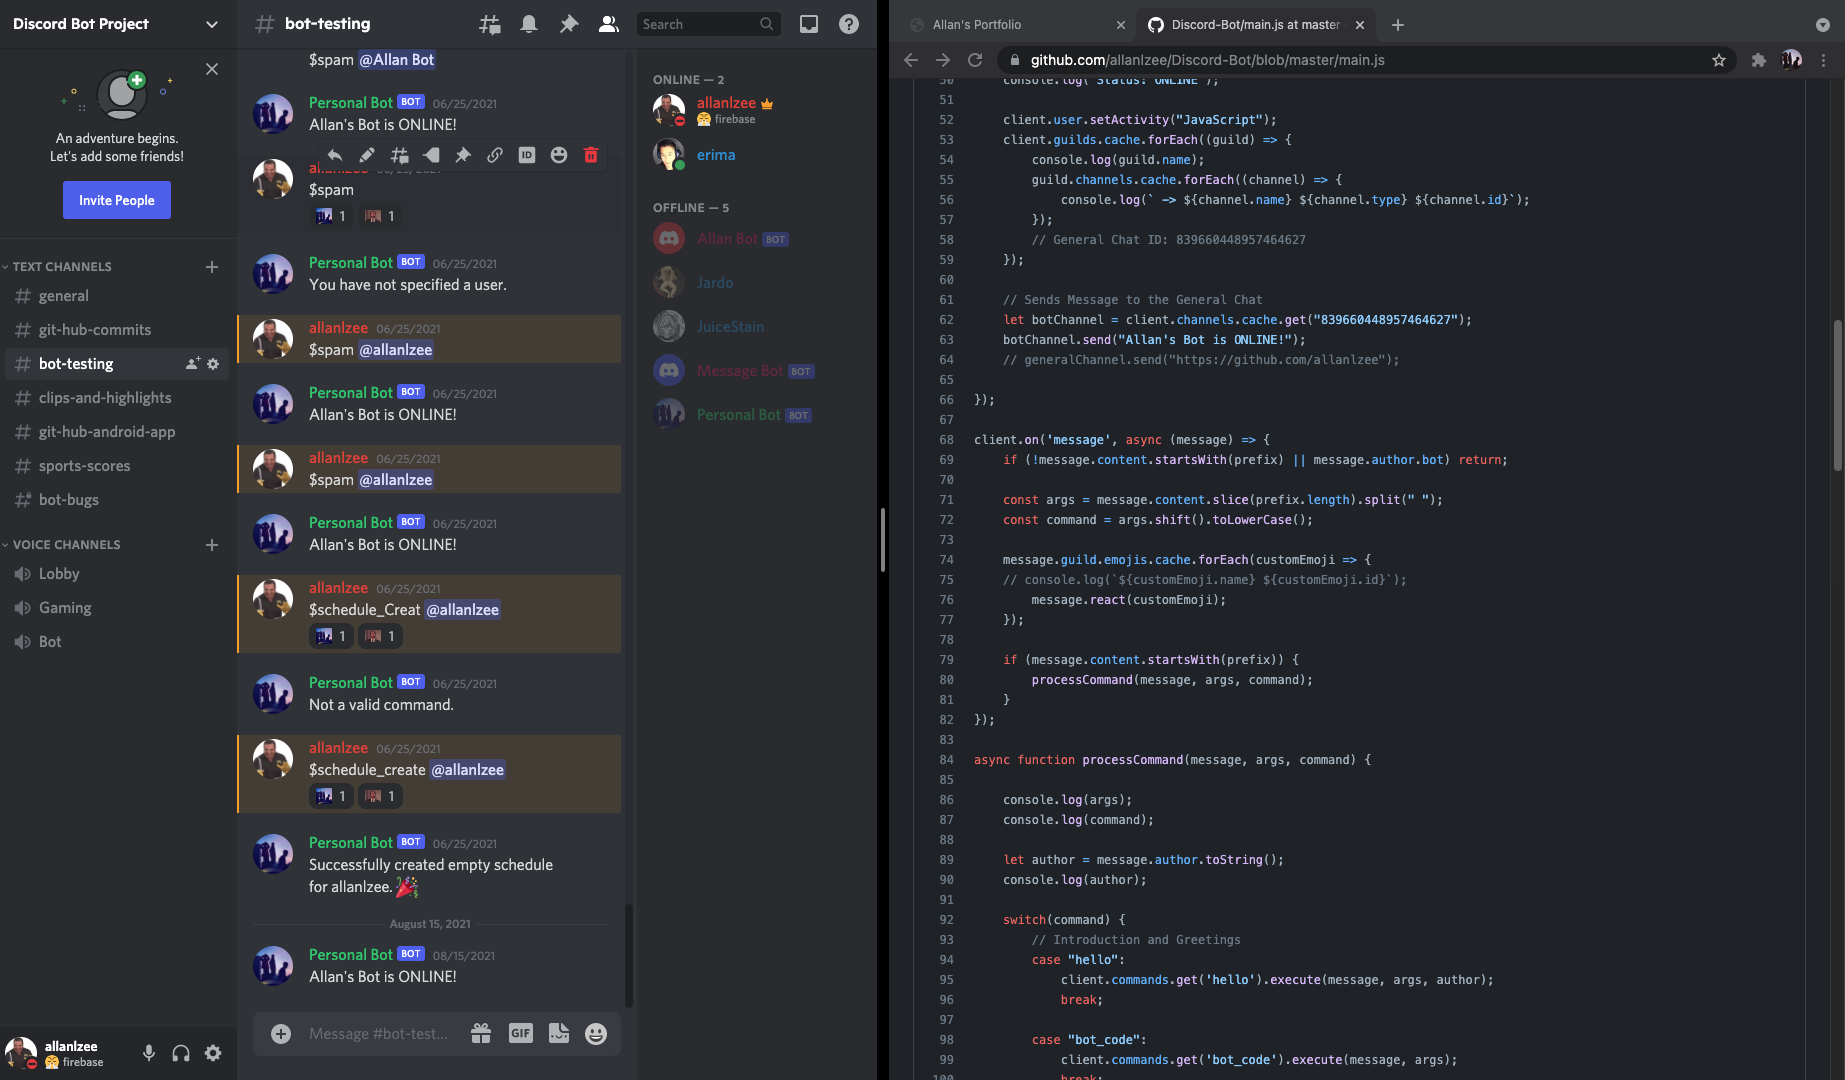 Discord Bot Project
An adventure begins.
Let's add some friends!
Invite People
TEXT CHANNELS
general
git-hub-commits
bot-testing
clips-and-highlights
git-hub-android-app
sports-scores
bot-bugs
VOICE CHANNELS
Lobby
Gaming
Bot
allanlzee
firebase
bot-testing
Search
$spam @Allan Bot
Personal Bot BOT 06/25/2021
Allan's Bot is ONLINE!
ID
$spam
1 1
Personal Bot BOT 06/25/2021
You have not specified a user.
allanlzee 06/25/2021
$spam @allanlzee
Personal Bot BOT 06/25/2021
Allan's Bot is ONLINE!
allanlzee 06/25/2021
$spam @allanlzee
Personal Bot BOT 06/25/2021
Allan's Bot is ONLINE!
allanlzee 06/25/2021
$schedule_Creat @allanlzee
1 1
Personal Bot BOT 06/25/2021
Not a valid command.
allanlzee 06/25/2021
$schedule_create @allanlzee
1 1
Personal Bot BOT 06/25/2021
Successfully created empty schedule
for allanlzee.
August 15, 2021
Personal Bot BOT 08/15/2021
Allan's Bot is ONLINE!
Message #bot-test...
GIF
ONLINE — 2
allanlzee
firebase
erima
OFFLINE — 5
Allan Bot BOT
Jardo
JuiceStain
Message Bot BOT
Personal Bot BOT
Allan's Portfolio
Discord-Bot/main.js at master
github.com/allanlzee/Discord-Bot/blob/master/main.js
50 console.log("Status: ONLINE");
51
52 client.user.setActivity("JavaScript");
53 client.guilds.cache.forEach((guild) => {
54 console.log(guild.name);
55 guild.channels.cache.forEach((channel) => {
56 console.log(` -> ${channel.name} ${channel.type} ${channel.id}`);
57 });
58 // General Chat ID: 839660448957464627
59 });
60
61 // Sends Message to the General Chat
62 let botChannel = client.channels.cache.get("839660448957464627");
63 botChannel.send("Allan's Bot is ONLINE!");
64 // generalChannel.send("https://github.com/allanlzee");
65
66 });
67
68 client.on('message', async (message) => {
69 if (!message.content.startsWith(prefix) || message.author.bot) return;
70
71 const args = message.content.slice(prefix.length).split(" ");
72 const command = args.shift().toLowerCase();
73
74 message.guild.emojis.cache.forEach(customEmoji => {
75 // console.log(`${customEmoji.name} ${customEmoji.id}`);
76 message.react(customEmoji);
77 });
78
79 if (message.content.startsWith(prefix)) {
80 processCommand(message, args, command);
81 }
82 });
83
84 async function processCommand(message, args, command) {
85
86 console.log(args);
87 console.log(command);
88
89 let author = message.author.toString();
90 console.log(author);
91
92 switch(command) {
93 // Introduction and Greetings
94 case "hello":
95 client.commands.get('hello').execute(message, args, author);
96 break;
97
98 case "bot_code":
99 client.commands.get('bot_code').execute(message, args);
100 break;